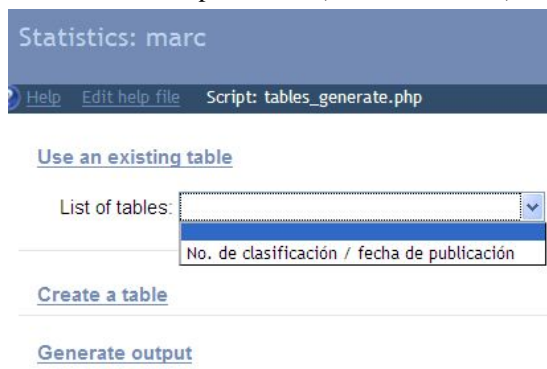 Statistics: marc
Help Edit help file Script: tables_generate.php
Use an existing table
List of tables:
No. de clasificación / fecha de publicación
Create a table
Generate output